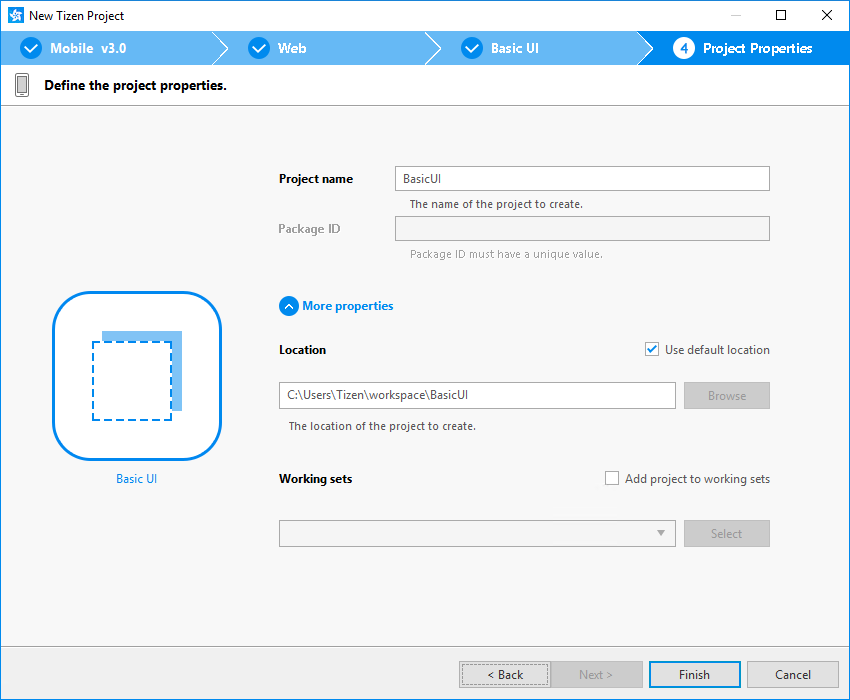 New Tizen Project
Mobile v3.0 Web Basic UI 4 Project Properties
Define the project properties.
Project name BasicUI
The name of the project to create.
Package ID
Package ID must have a unique value.
More properties
Location Use default location
C:\Users\Tizen\workspace\BasicUI Browse
The location of the project to create.
Basic UI
Working sets Add project to working sets
Select
< Back Next > Finish Cancel